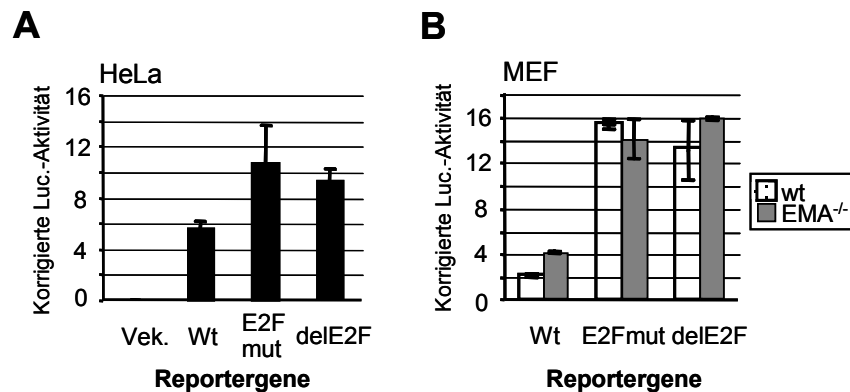 A
HeLa
Korrigierte Luc.-Aktivität
16
12
8
4
0
Vek. Wt E2F mut delE2F
Reportergene
B
MEF
Korrigierte Luc.-Aktivität
16
12
8
4
0
Wt E2Fmut delE2F
Reportergene
wt
EMA-/-